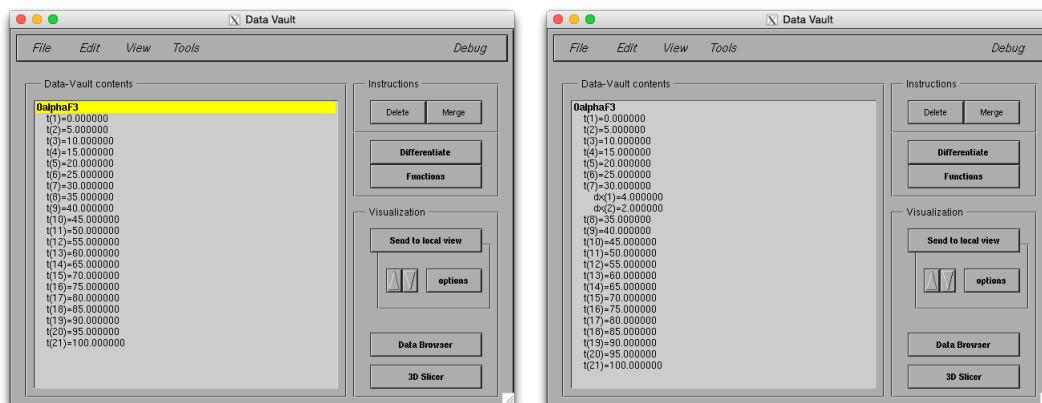 Data Vault
File Edit View Tools Debug
Data-Vault contents
0alphaF3
t(1)=0.000000
t(2)=5.000000
t(3)=10.000000
t(4)=15.000000
t(5)=20.000000
t(6)=25.000000
t(7)=30.000000
t(8)=35.000000
t(9)=40.000000
t(10)=45.000000
t(11)=50.000000
t(12)=55.000000
t(13)=60.000000
t(14)=65.000000
t(15)=70.000000
t(16)=75.000000
t(17)=80.000000
t(18)=85.000000
t(19)=90.000000
t(20)=95.000000
t(21)=100.000000
Instructions
Delete Merge
Differentiate
Functions
Visualization
Send to local view
options
Data Browser
3D Slicer
Data Vault
File Edit View Tools Debug
Data-Vault contents
0alphaF3
t(1)=0.000000
t(2)=5.000000
t(3)=10.000000
t(4)=15.000000
t(5)=20.000000
t(6)=25.000000
t(7)=30.000000
dx(1)=4.000000
dx(2)=2.000000
t(8)=35.000000
t(9)=40.000000
t(10)=45.000000
t(11)=50.000000
t(12)=55.000000
t(13)=60.000000
t(14)=65.000000
t(15)=70.000000
t(16)=75.000000
t(17)=80.000000
t(18)=85.000000
t(19)=90.000000
t(20)=95.000000
t(21)=100.000000
Instructions
Delete Merge
Differentiate
Functions
Visualization
Send to local view
options
Data Browser
3D Slicer